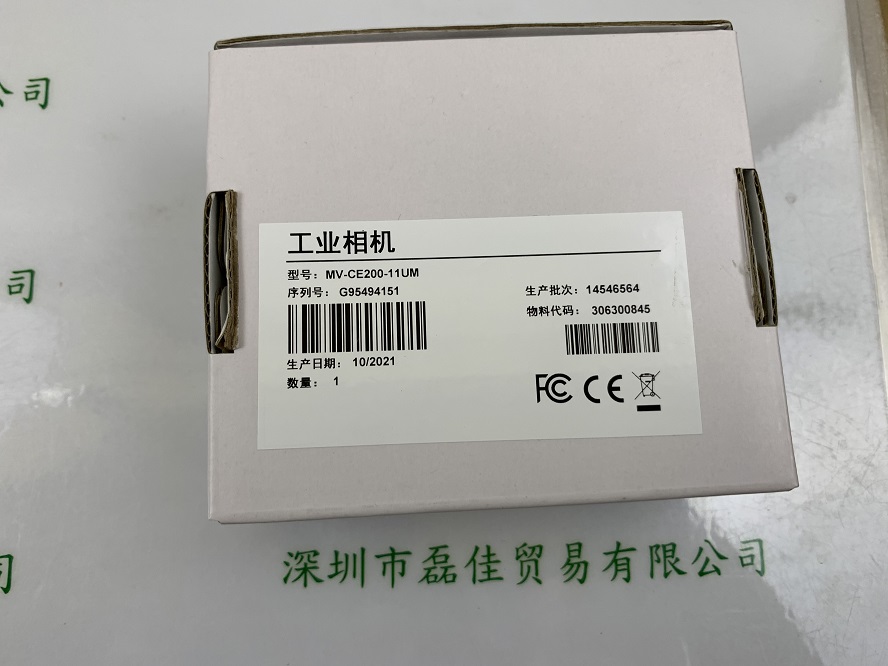 公司
工业相机
型号： MV-CE200-11UM
序列号： G95494151
生产批次： 14546564
物料代码： 306300845
生产日期： 10/2021
数量： 1
FC CE
司
司
深圳市磊佳贸易有限公司